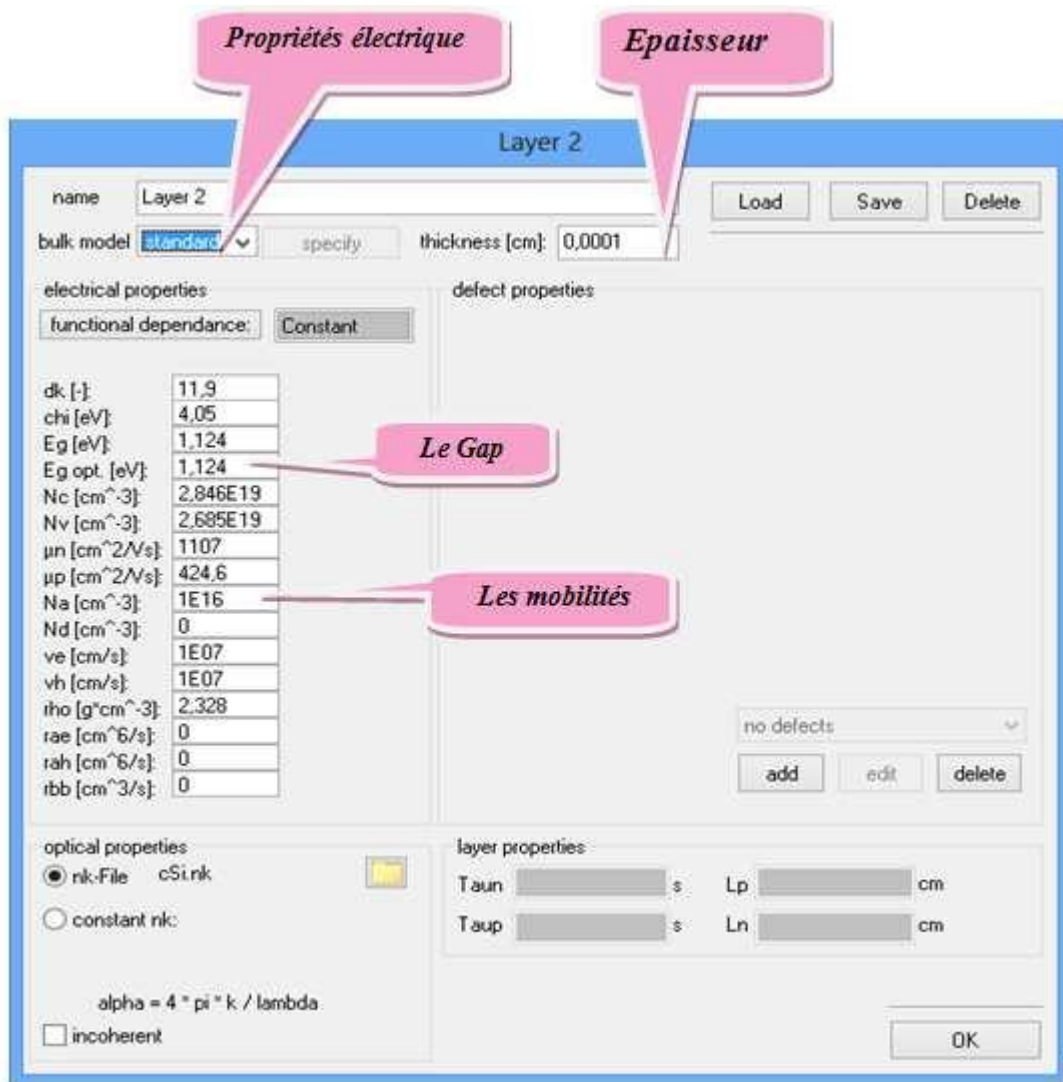 Propriétés électrique
Epaisseur
Layer 2
name Layer 2 Load Save Delete
bulk model standard specify thickness [cm]: 0,0001
electrical properties defect properties
functional dependance: Constant
dk [-]: 11,9
chi [eV]: 4,05
Eg [eV]: 1,124
Le Gap
Eg opt. [eV]: 1,124
Nc [cm^-3]: 2,846E19
Nv [cm^-3]: 2,685E19
µn [cm^2/Vs]: 1107
µp [cm^2/Vs]: 424,6
Na [cm^-3]: 1E16
Les mobilités
Nd [cm^-3]: 0
ve [cm/s]: 1E07
vh [cm/s]: 1E07
rho [g*cm^-3]: 2,328
rae [cm^6/s]: 0
rah [cm^6/s]: 0
rbb [cm^3/s]: 0
no defects
add edit delete
optical properties layer properties
nk-File cSi.nk Taun s Lp cm
constant nk: Taup s Ln cm
alpha = 4 * pi * k / lambda
incoherent
OK